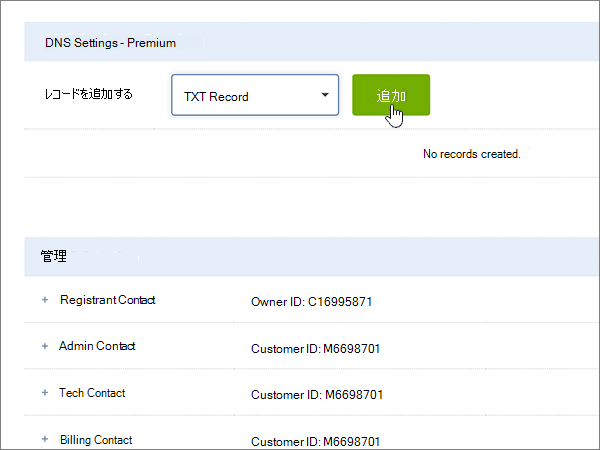 DNS Settings - Premium
レコードを追加する
TXT Record
追加
No records created.
管理
+ Registrant Contact
Owner ID: C16995871
+ Admin Contact
Customer ID: M6698701
+ Tech Contact
Customer ID: M6698701
+ Billing Contact
Customer ID: M6698701